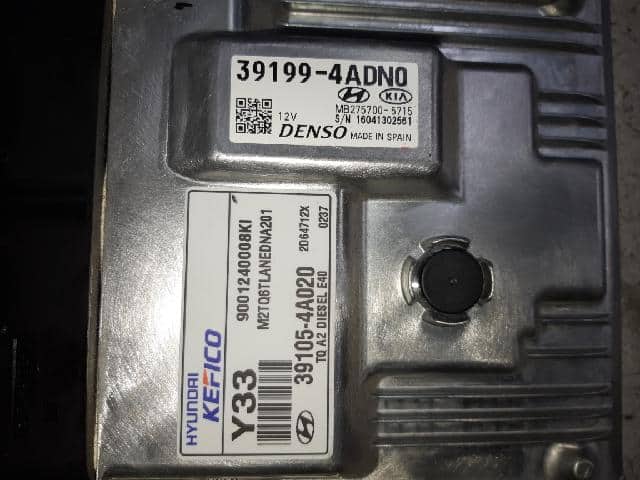 39199-4ADN0
KIA
MB275700-5715
12V S/N 16041302561
DENSO MADE IN SPAIN
HYUNDAI
KEFICO
9001240008KI
M2TQ6TLANEDNA201
Y33
39105-4A020
2D64712X
TQ A2 DIESEL E40
0237